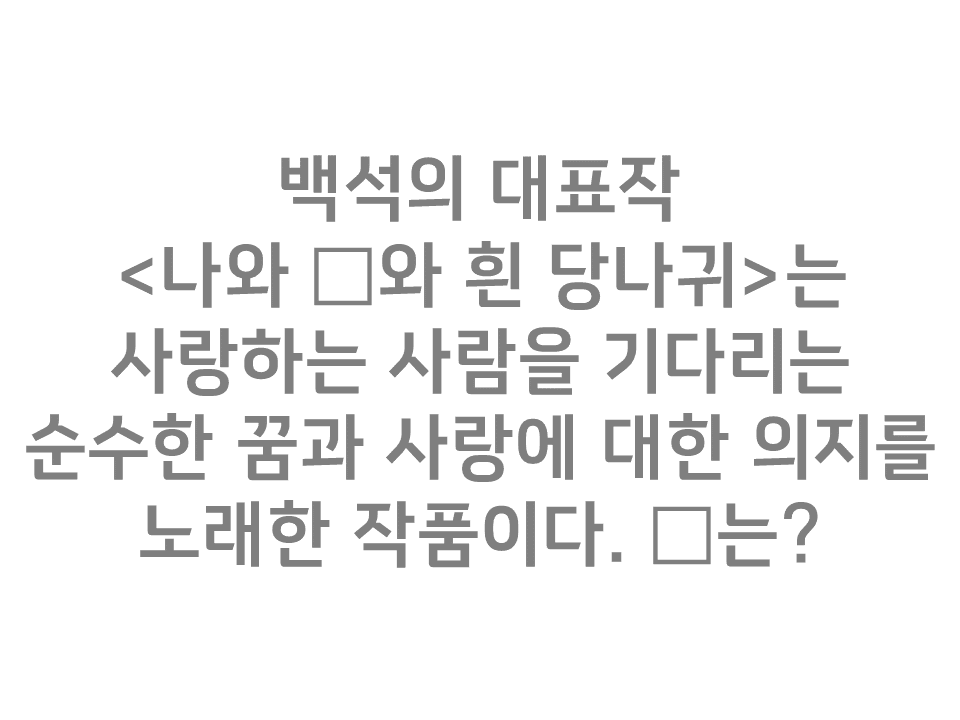 백석의 대표작
<나와 □와 흰 당나귀>는
사랑하는 사람을 기다리는
순수한 꿈과 사랑에 대한 의지를
노래한 작품이다. □는?